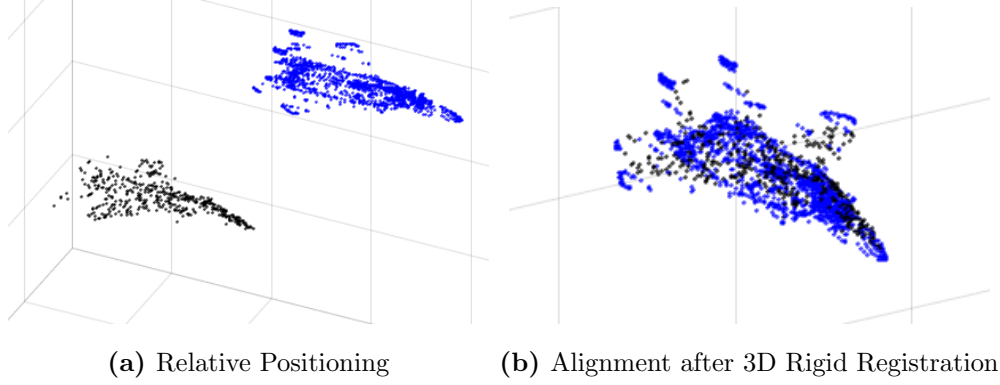 (a) Relative Positioning
(b) Alignment after 3D Rigid Registration